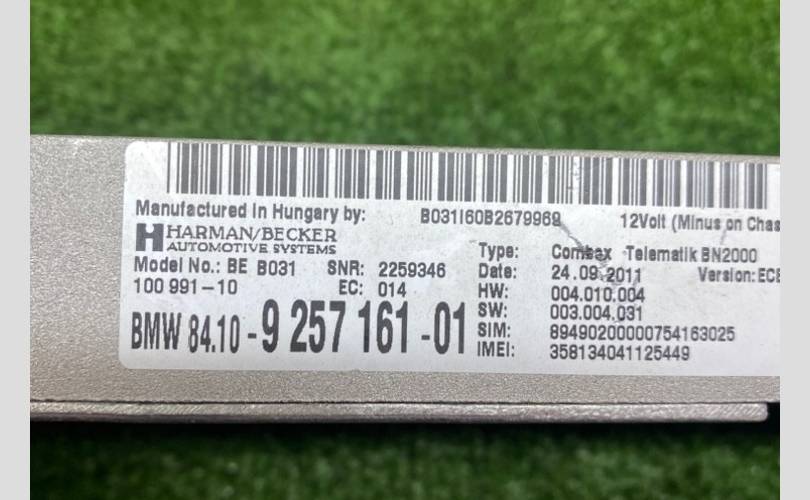 Manufactured In Hungary by: B031I60B2679969 12Volt (Minus on Chas
HARMAN/BECKER
AUTOMOTIVE SYSTEMS
Type: Combox Telematik BN2000
Model No.: BE B031 SNR: 2259346 Date: 24.09.2011 Version: ECE
100 991-10 EC: 014 HW: 004.010.004
SW: 003.004.031
BMW 84.10 -9 257 161 -01 SIM: 89490200000754163025
IMEI: 358134041125449